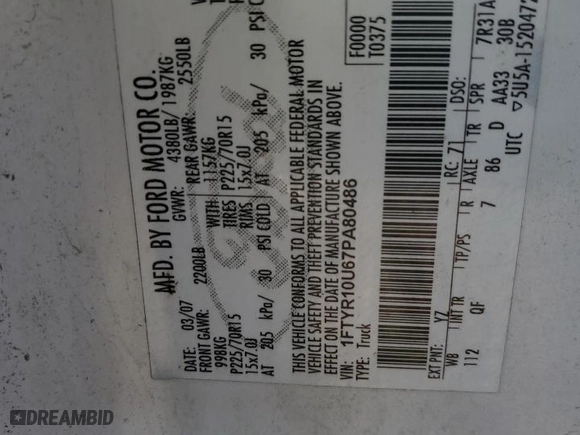 MFD. BY FORD MOTOR CO.
03/07
GVWR: 4380LB/ 1987KG
FRONT GAWR: 2200LB
REAR GAWR: 2550LB
998KG WITH 1157KG
P225/70R15 TIRES P225/70R15
15x7.0J RIMS 15x7.0J
AT 205 kPa/ 30 PSI COLD AT 205 kPa/ 30 PSI CO
THIS VEHICLE CONFORMS TO ALL APPLICABLE FEDERAL MOTOR
VEHICLE SAFETY AND THEFT PREVENTION STANDARDS IN
EFFECT ON THE DATE OF MANUFACTURE SHOWN ABOVE.
VIN: 1FTYR10U67PA80486
TYPE: Truck
F0000
T0375
EXT PNT: YZ RC: 71 DSO:
WB INT TR TP/PS R AXLE TR SPR 7R31A
112 QF 7 86 D AA33 30B
UTC ▽5U5A-1520472
DREAMBID